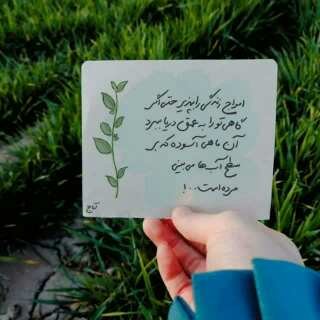 امواج زندگی را بپذیر حتی اگر
گاهی تو را به عمق دریا ببرد
آن ماهی آسوده که بر
سطح آب ها می بینی
مرده است...!